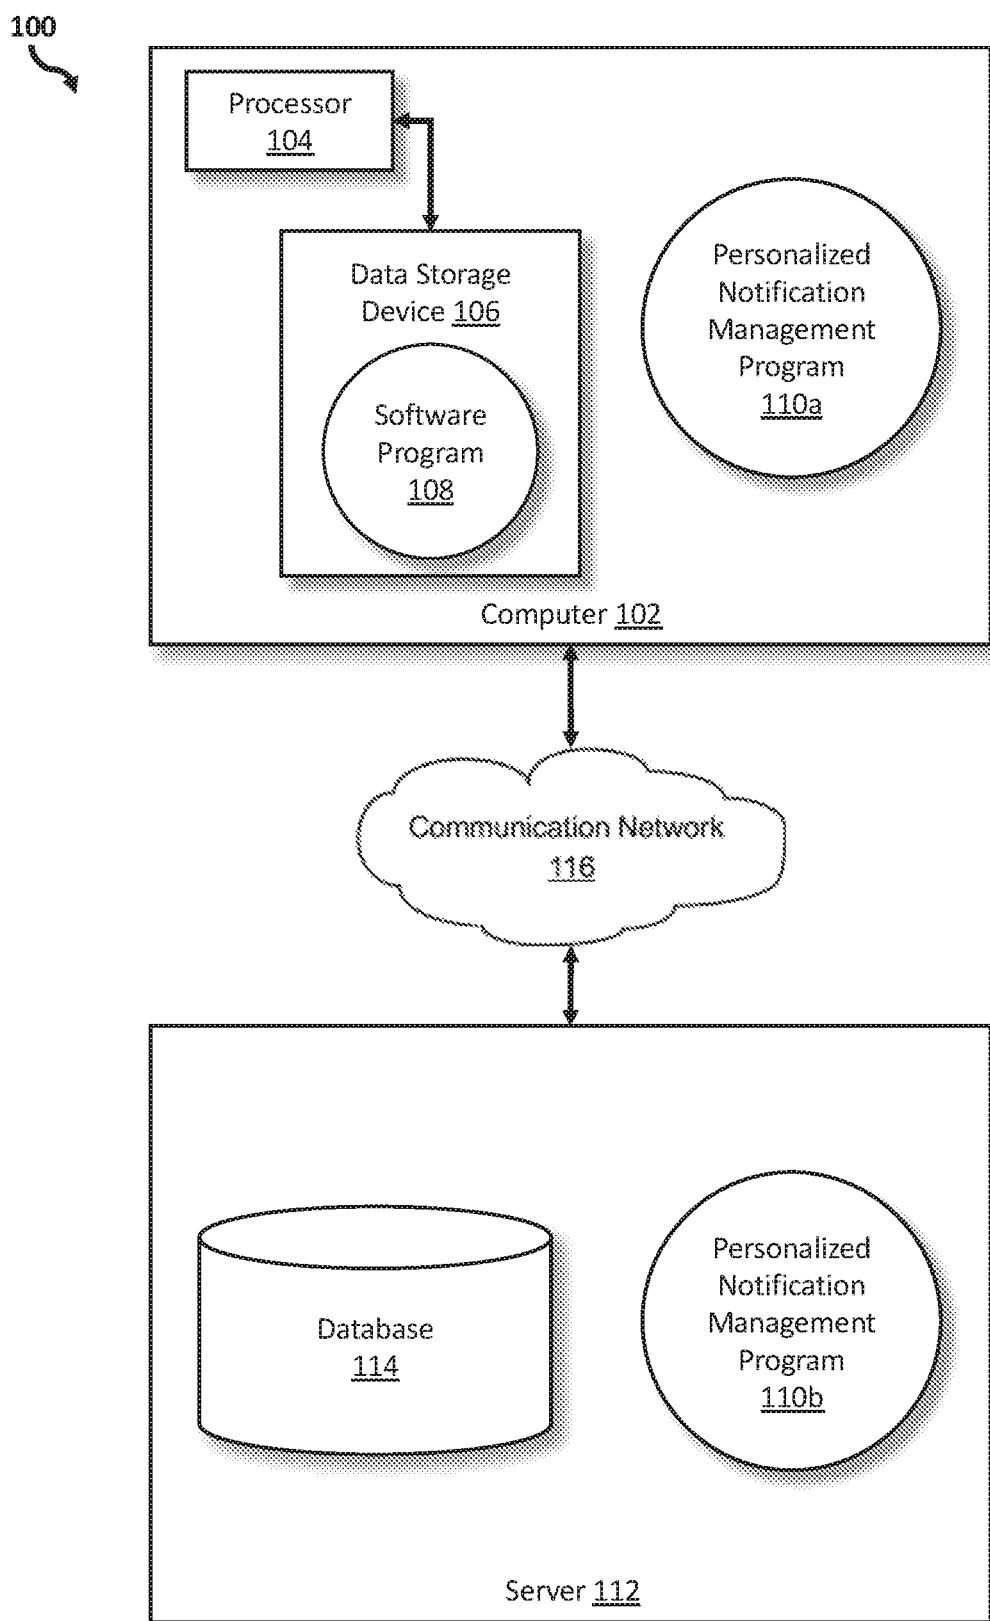 100
Processor
104
Data Storage
Device 106
Software
Program
108
Personalized
Notification
Management
Program
110a
Computer 102
Communication Network
116
Database
114
Personalized
Notification
Management
Program
110b
Server 112